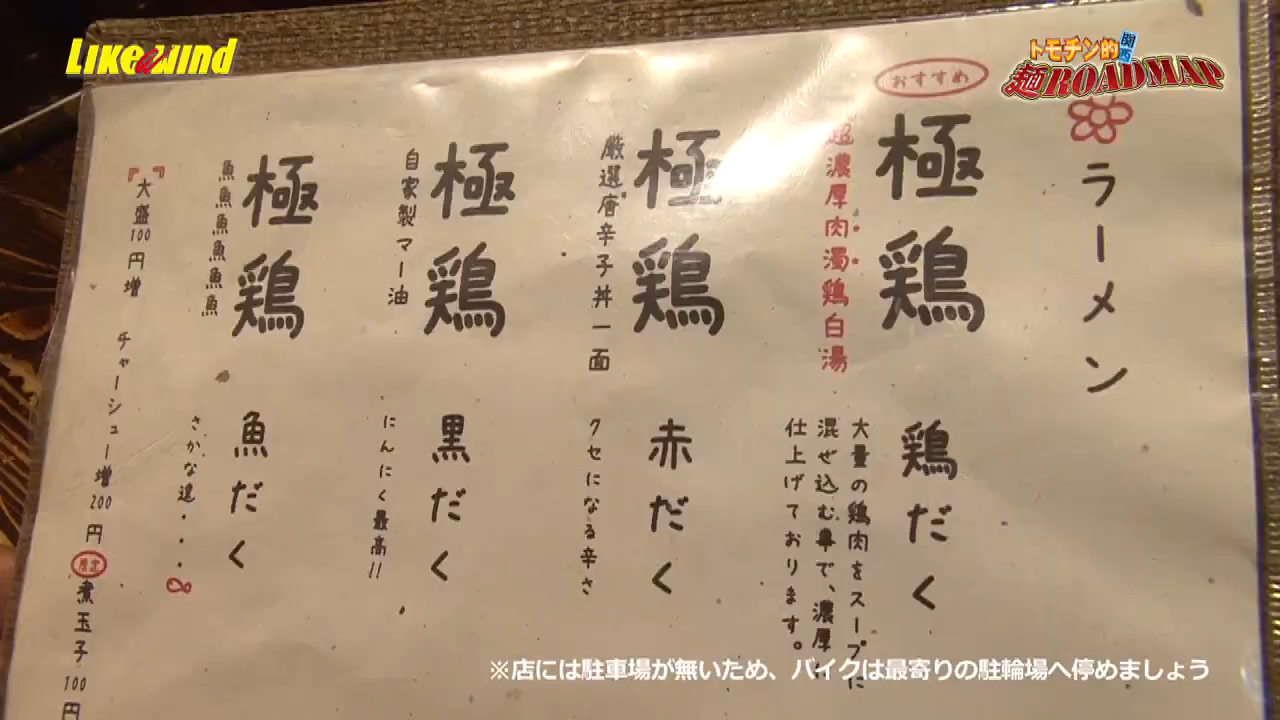 Likeawind
トモチン的
関西
麺ROADMAP
ラーメン
おすすめ
極鶏 鶏だく
超濃厚肉濁鶏白湯
大量の鶏肉をスープに
混ぜ込む事で、濃厚に
仕上げております。
極鶏 赤だく
厳選唐辛子丼一面
クセになる辛さ
極鶏 黒だく
自家製マー油
にんにく最高!!
極鶏 魚だく
魚魚魚魚魚魚
さかな達・・・∞
『大盛100円増』 チャーシュー増200円 限定 煮玉子100円
※店には駐車場が無いため、バイクは最寄りの駐輪場へ停めましょう